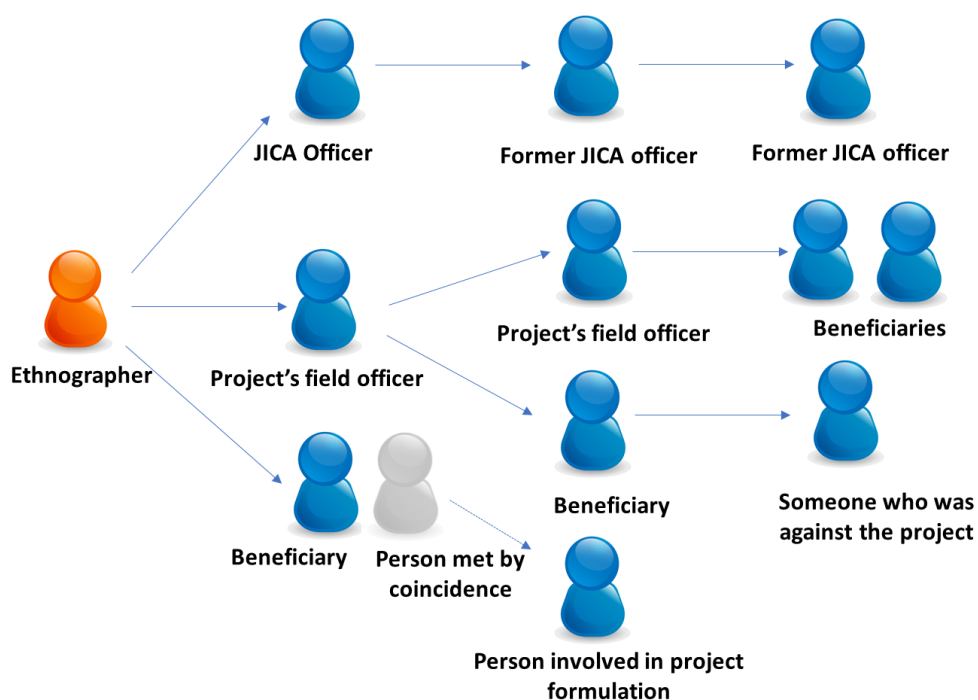 JICA Officer
Former JICA officer
Former JICA officer
Ethnographer
Project's field officer
Project's field officer
Beneficiaries
Beneficiary
Person met by
coincidence
Beneficiary
Someone who was
against the project
Person involved in project
formulation